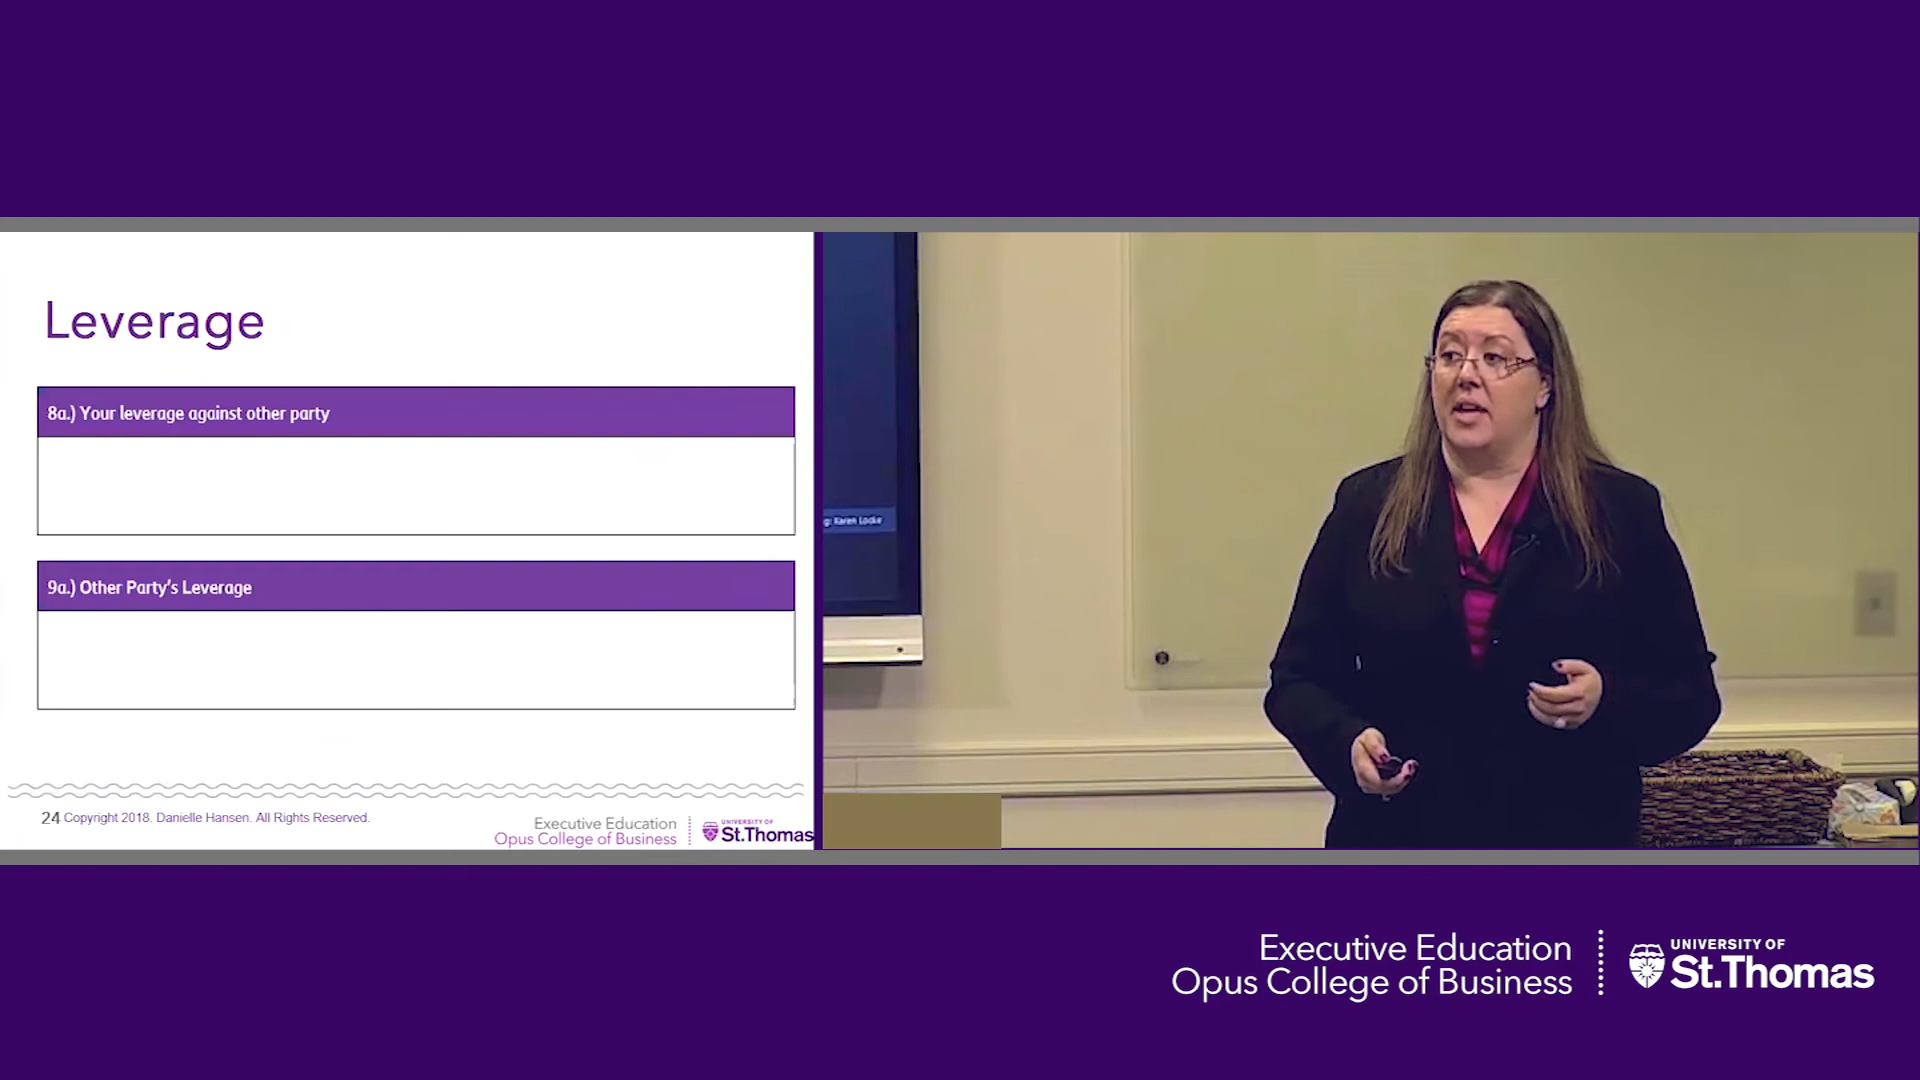 Leverage
8a.) Your leverage against other party
9a.) Other Party's Leverage
24 Copyright 2018. Danielle Hansen. All Rights Reserved.
Executive Education
Opus College of Business
UNIVERSITY OF
St.Thomas
g: Karen Locke
Executive Education
Opus College of Business
UNIVERSITY OF
St.Thomas